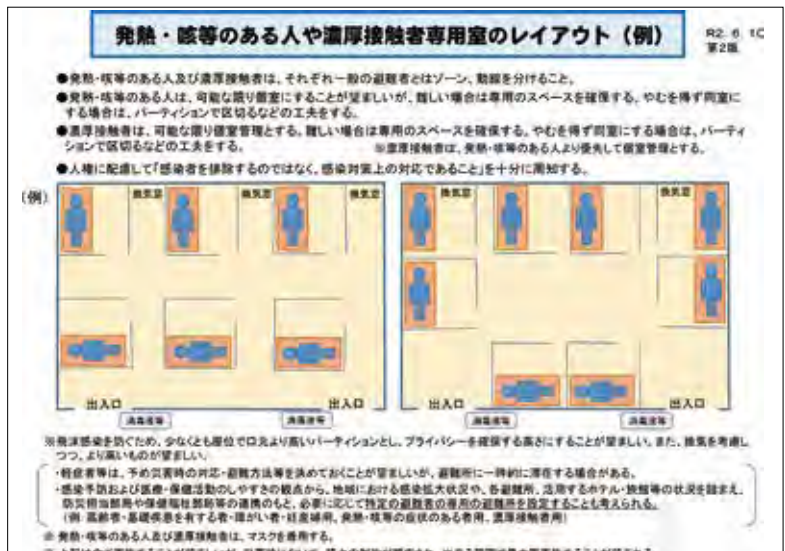 発熱・咳等のある人や濃厚接触者専用室のレイアウト（例）
R2. 6. 10
第2版
●発熱・咳等のある人及び濃厚接触者は、それぞれ一般の避難者とはゾーン、動線を分けること。
●発熱・咳等のある人は、可能な限り個室にすることが望ましいが、難しい場合は専用のスペースを確保する。やむを得ず同室に
する場合は、パーティションで区切るなどの工夫をする。
●濃厚接触者は、可能な限り個室管理とする。難しい場合は専用のスペースを確保する。やむを得ず同室にする場合は、パーティ
ションで区切るなどの工夫をする。 ※濃厚接触者は、発熱・咳等のある人より優先して個室管理とする。
●人権に配慮して「感染者を排除するのではなく、感染対策上の対応であること」を十分に周知する。
(例)
換気窓 換気窓 換気窓
換気窓 換気窓
出入口 出入口
出入口 出入口
消毒液等 消毒液等
消毒液等 消毒液等
※飛沫感染を防ぐため、少なくとも座位で口元より高いパーティションとし、プライバシーを確保する高さにすることが望ましい。また、換気を考慮し
つつ、より高いものが望ましい。
・軽症者等は、予め災害時の対応・避難方法等を決めておくことが望ましいが、避難所に一時的に滞在する場合がある。
・感染予防および医療・保健活動のしやすさの観点から、地域における感染拡大状況や、各避難所、活用するホテル・旅館等の状況を踏まえ、
防災担当部局や保健福祉部局等の連携のもと、必要に応じて特定の避難者の専用の避難所を設定することも考えられる。
(例：高齢者・基礎疾患を有する者・障がい者・妊産婦用、発熱・咳等の症状のある者用、濃厚接触者用)
※ 発熱・咳等のある人及び濃厚接触者は、マスクを着用する。